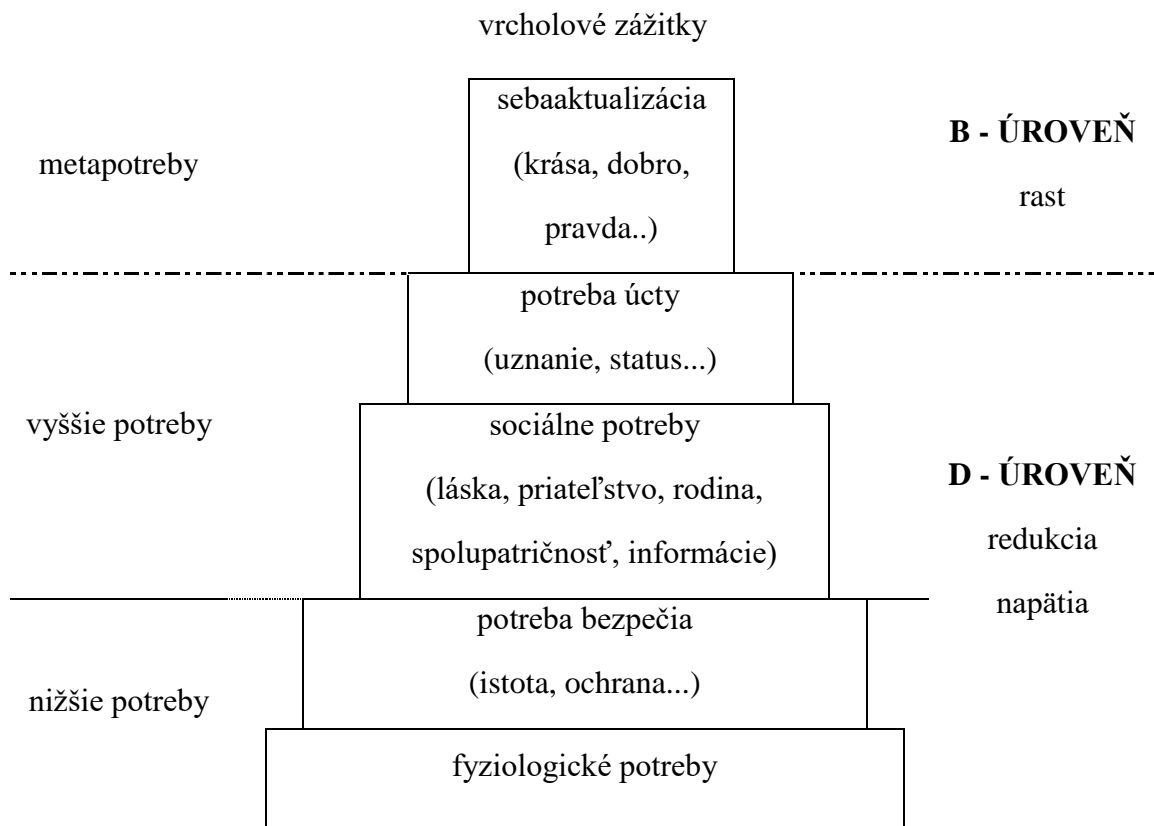 vrcholové zážitky
sebaaktualizácia
(krása, dobro,
pravda..)
metapotreby
B - ÚROVEŇ
rast
potreba úcty
(uznanie, status...)
vyššie potreby
sociálne potreby
(láska, priateľstvo, rodina,
spolupatričnosť, informácie)
D - ÚROVEŇ
redukcia
napätia
potreba bezpečia
(istota, ochrana...)
nižšie potreby
fyziologické potreby